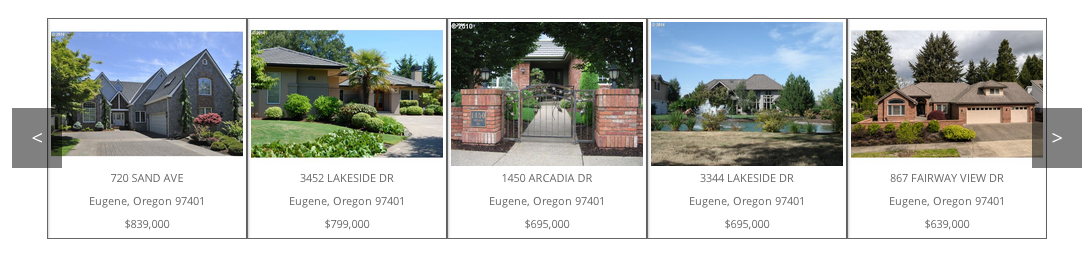 <
© 2010
1450
720 SAND AVE
Eugene, Oregon 97401
$839,000
3452 LAKESIDE DR
Eugene, Oregon 97401
$799,000
1450 ARCADIA DR
Eugene, Oregon 97401
$695,000
3344 LAKESIDE DR
Eugene, Oregon 97401
$695,000
867 FAIRWAY VIEW DR
Eugene, Oregon 97401
$639,000
>